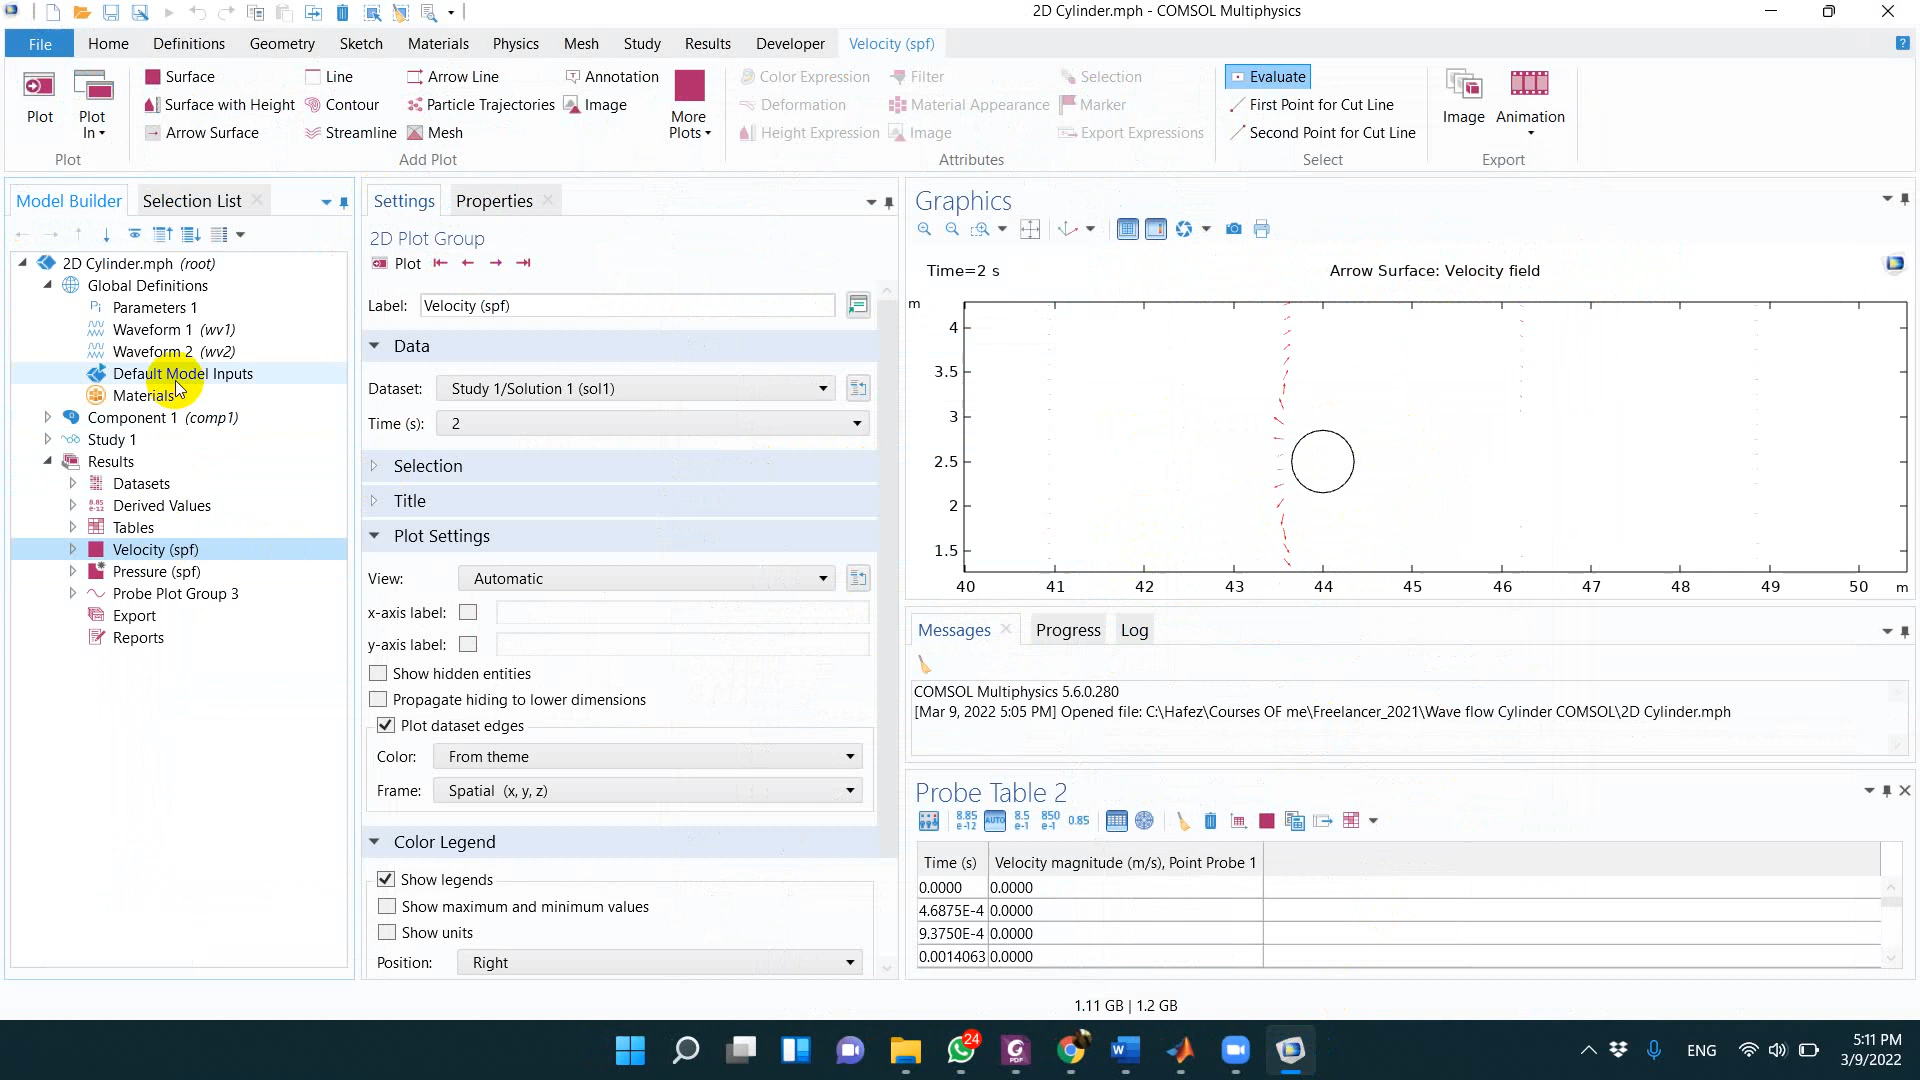 2D Cylinder.mph - COMSOL Multiphysics
File Home Definitions Geometry Sketch Materials Physics Mesh Study Results Developer Velocity (spf)
Surface Line Arrow Line Annotation Color Expression Filter Selection Evaluate
Surface with Height Contour Particle Trajectories Image Deformation Material Appearance Marker First Point for Cut Line
Arrow Surface Streamline Mesh Height Expression Image Export Expressions Second Point for Cut Line
Plot
Plot In
More Plots
Image
Animation
Plot Add Plot Attributes Select Export
Model Builder Selection List
2D Cylinder.mph (root)
Global Definitions
Parameters 1
Waveform 1 (wv1)
Waveform 2 (wv2)
Default Model Inputs
Materials
Component 1 (comp1)
Study 1
Results
Datasets
Derived Values
Tables
Velocity (spf)
Pressure (spf)
Probe Plot Group 3
Export
Reports
Settings Properties
2D Plot Group
Plot
Label: Velocity (spf)
Data
Dataset: Study 1/Solution 1 (sol1)
Time (s): 2
Selection
Title
Plot Settings
View: Automatic
x-axis label:
y-axis label:
Show hidden entities
Propagate hiding to lower dimensions
Plot dataset edges
Color: From theme
Frame: Spatial (x, y, z)
Color Legend
Show legends
Show maximum and minimum values
Show units
Position: Right
Graphics
Time=2 s Arrow Surface: Velocity field
m
4
3.5
3
2.5
2
1.5
40 41 42 43 44 45 46 47 48 49 50 m
Messages Progress Log
COMSOL Multiphysics 5.6.0.280
[Mar 9, 2022 5:05 PM] Opened file: C:\Hafez\Courses OF me\Freelancer_2021\Wave flow Cylinder COMSOL\2D Cylinder.mph
Probe Table 2
8.85 e-12 AUTO 8.5 e-1 850 e-1 0.85
Time (s) Velocity magnitude (m/s), Point Probe 1
0.0000 0.0000
4.6875E-4 0.0000
9.3750E-4 0.0000
0.0014063 0.0000
1.11 GB | 1.2 GB
24
ENG
5:11 PM
3/9/2022